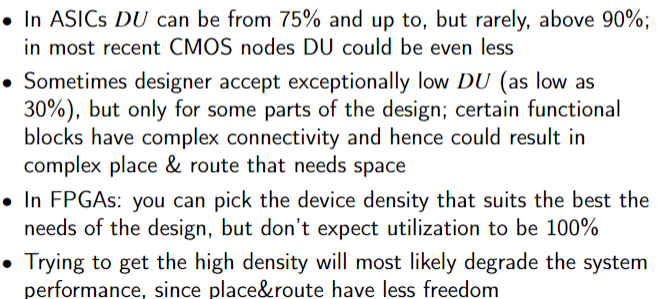 • In ASICs DU can be from 75% and up to, but rarely, above 90%;
in most recent CMOS nodes DU could be even less
• Sometimes designer accept exceptionally low DU (as low as
30%), but only for some parts of the design; certain functional
blocks have complex connectivity and hence could result in
complex place & route that needs space
• In FPGAs: you can pick the device density that suits the best the
needs of the design, but don't expect utilization to be 100%
• Trying to get the high density will most likely degrade the system
performance, since place&route have less freedom